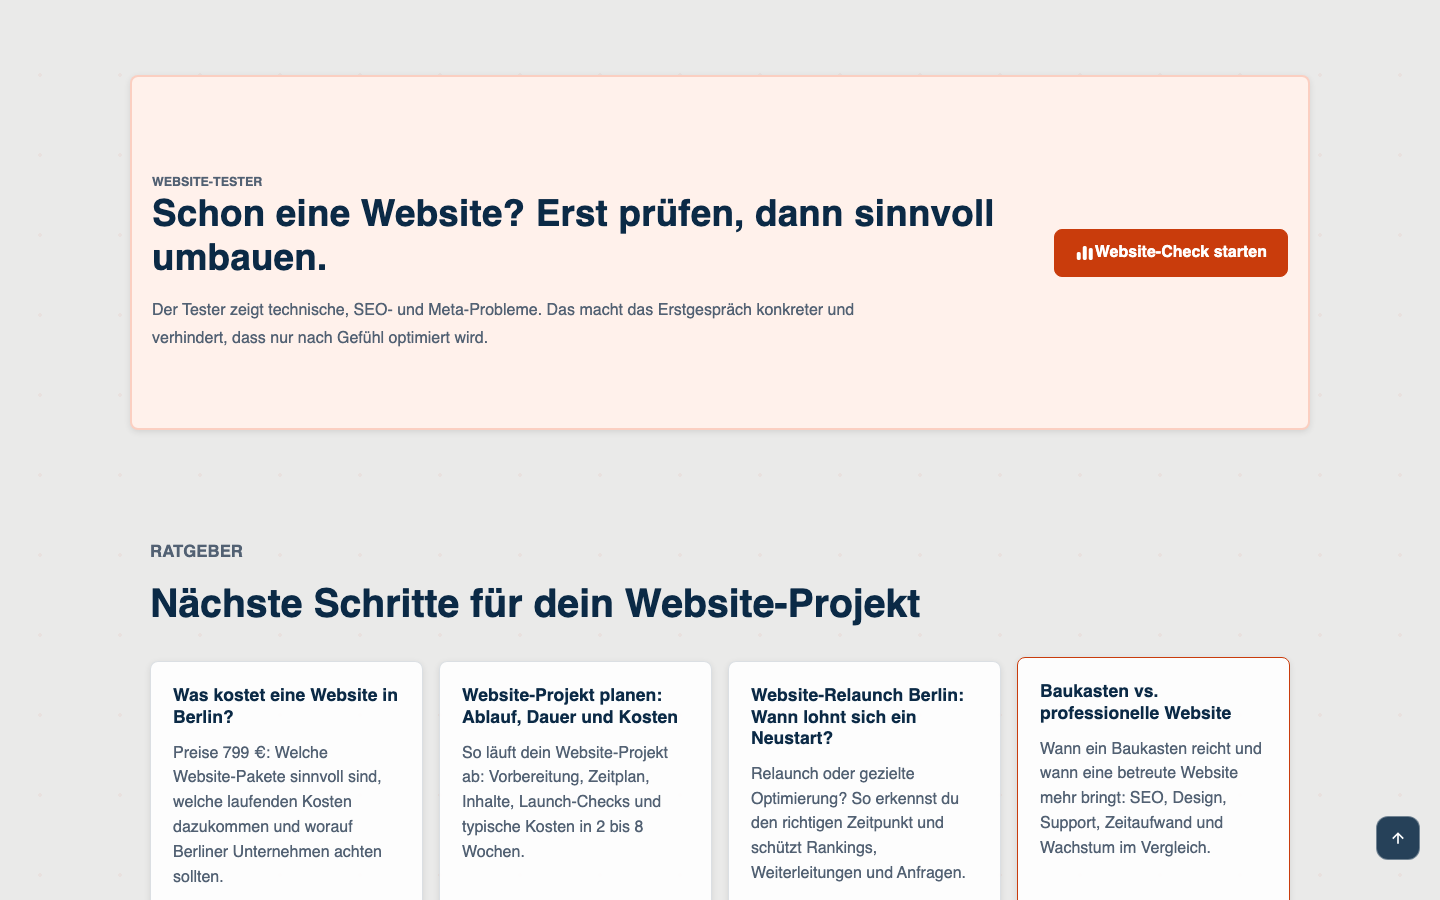 WEBSITE-TESTER
Schon eine Website? Erst prüfen, dann sinnvoll
umbauen.
Der Tester zeigt technische, SEO- und Meta-Probleme. Das macht das Erstgespräch konkreter und
verhindert, dass nur nach Gefühl optimiert wird.
Website-Check starten
RATGEBER
Nächste Schritte für dein Website-Projekt
Was kostet eine Website in
Berlin?
Preise 799 €: Welche
Website-Pakete sinnvoll sind,
welche laufenden Kosten
dazukommen und worauf
Berliner Unternehmen achten
sollten.
Website-Projekt planen:
Ablauf, Dauer und Kosten
So läuft dein Website-Projekt
ab: Vorbereitung, Zeitplan,
Inhalte, Launch-Checks und
typische Kosten in 2 bis 8
Wochen.
Website-Relaunch Berlin:
Wann lohnt sich ein
Neustart?
Relaunch oder gezielte
Optimierung? So erkennst du
den richtigen Zeitpunkt und
schützt Rankings,
Weiterleitungen und Anfragen.
Baukasten vs.
professionelle Website
Wann ein Baukasten reicht und
wann eine betreute Website
mehr bringt: SEO, Design,
Support, Zeitaufwand und
Wachstum im Vergleich.